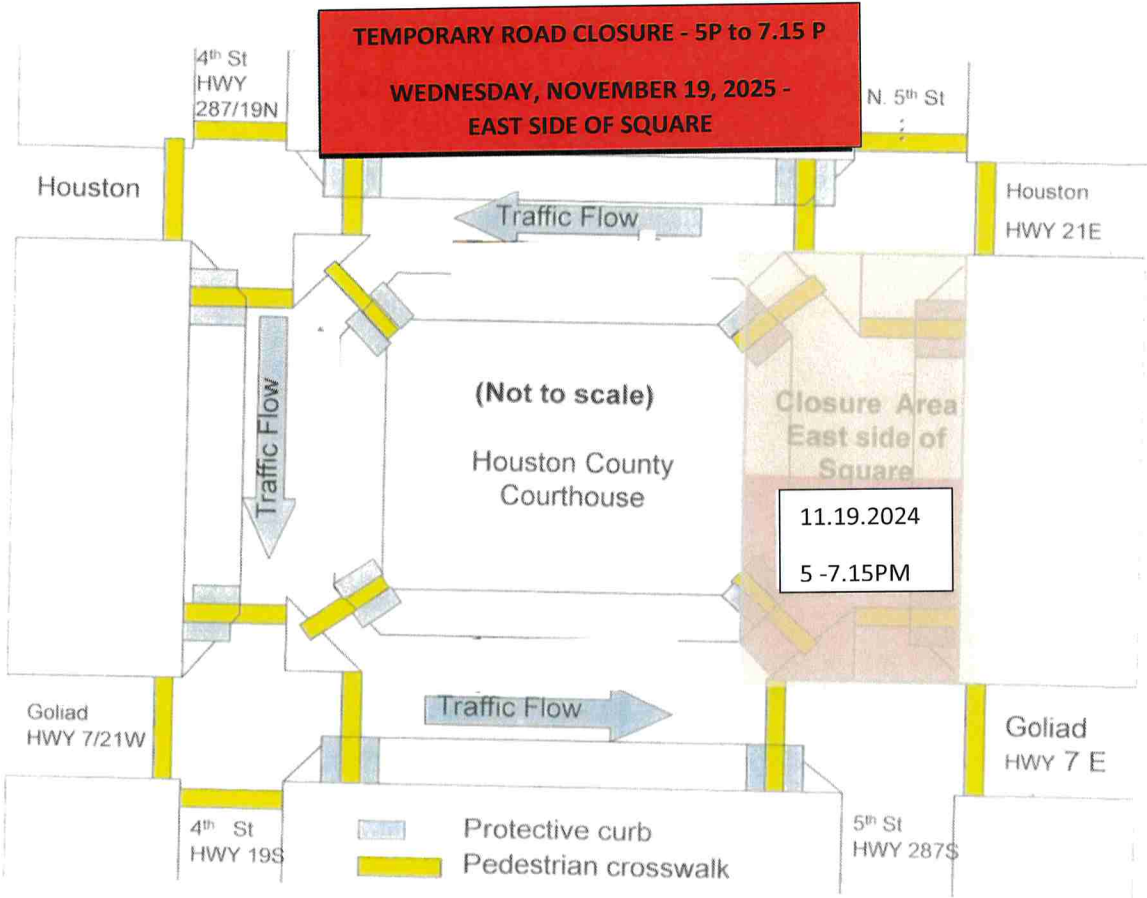 TEMPORARY ROAD CLOSURE - 5P to 7.15 P
WEDNESDAY, NOVEMBER 19, 2025 -
EAST SIDE OF SQUARE
4th St
HWY
287/19N
N. 5th St
Houston
Traffic Flow
Houston
HWY 21E
Traffic Flow
(Not to scale)
Houston County
Courthouse
Closure Area
East side of
Square
11.19.2024
5 -7.15PM
Goliad
HWY 7/21W
Traffic Flow
Goliad
HWY 7 E
4th St
HWY 19S
Protective curb
Pedestrian crosswalk
5th St
HWY 287S